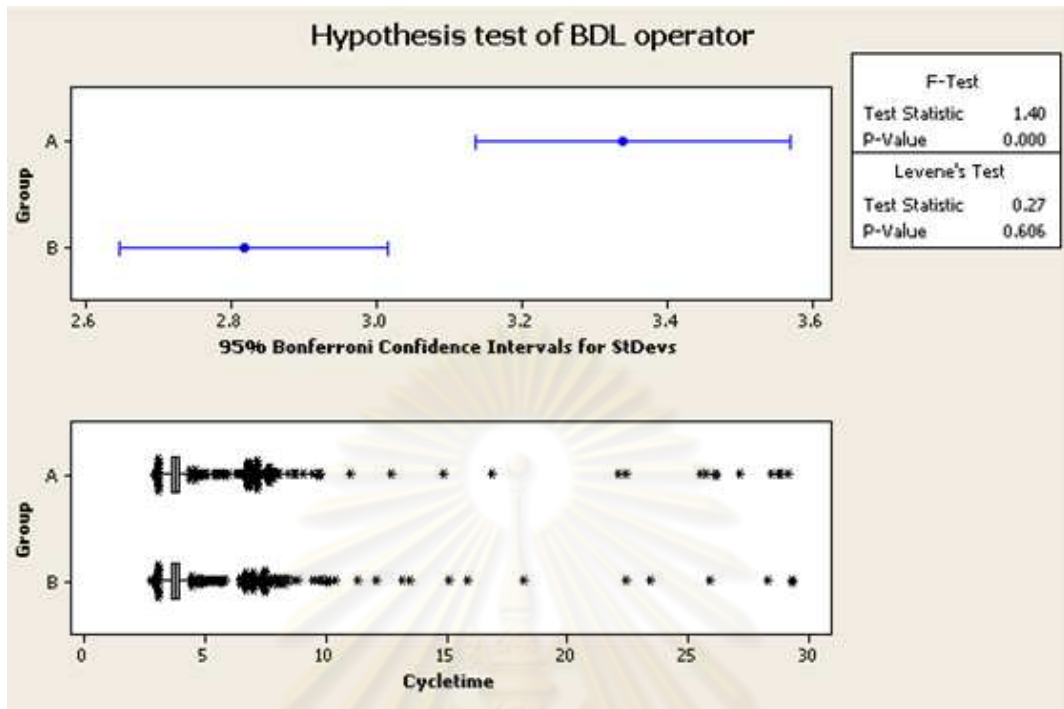 Hypothesis test of BDL operator
F-Test
Test Statistic 1.40
P-Value 0.000
Levene's Test
Test Statistic 0.27
P-Value 0.606
Group
A
B
2.6 2.8 3.0 3.2 3.4 3.6
95% Bonferroni Confidence Intervals for StDevs
Group
A
B
0 5 10 15 20 25 30
Cycletime